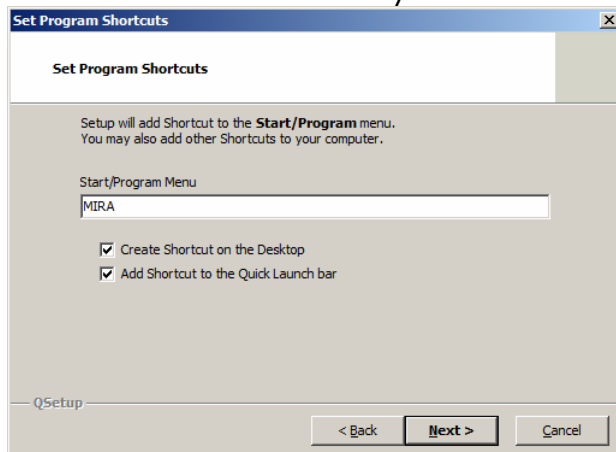 Set Program Shortcuts
Set Program Shortcuts
Setup will add Shortcut to the Start/Program menu.
You may also add other Shortcuts to your computer.
Start/Program Menu
MIRA
Create Shortcut on the Desktop
Add Shortcut to the Quick Launch bar
QSetup
< Back Next > Cancel